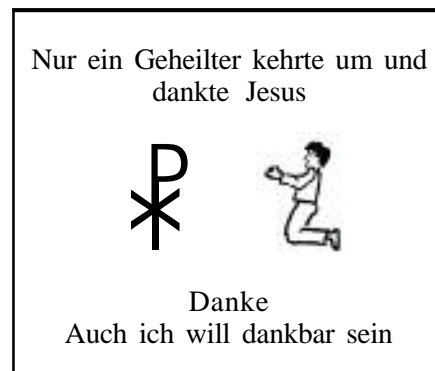 Nur ein Geheilter kehrte um und
dankte Jesus
Danke
Auch ich will dankbar sein